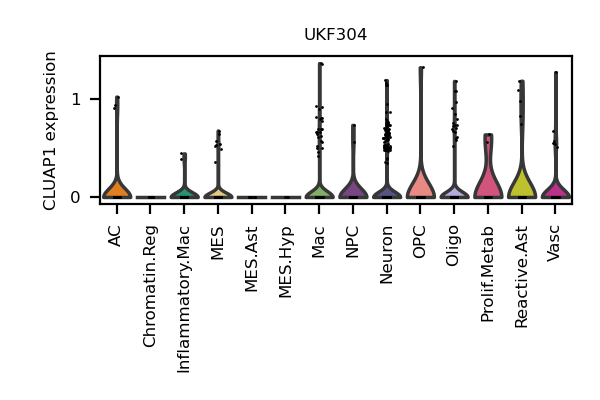 UKF304
CLUAP1 expression
1
0
AC
Chromatin.Reg
Inflammatory.Mac
MES
MES.Ast
MES.Hyp
Mac
NPC
Neuron
OPC
Oligo
Prolif.Metab
Reactive.Ast
Vasc